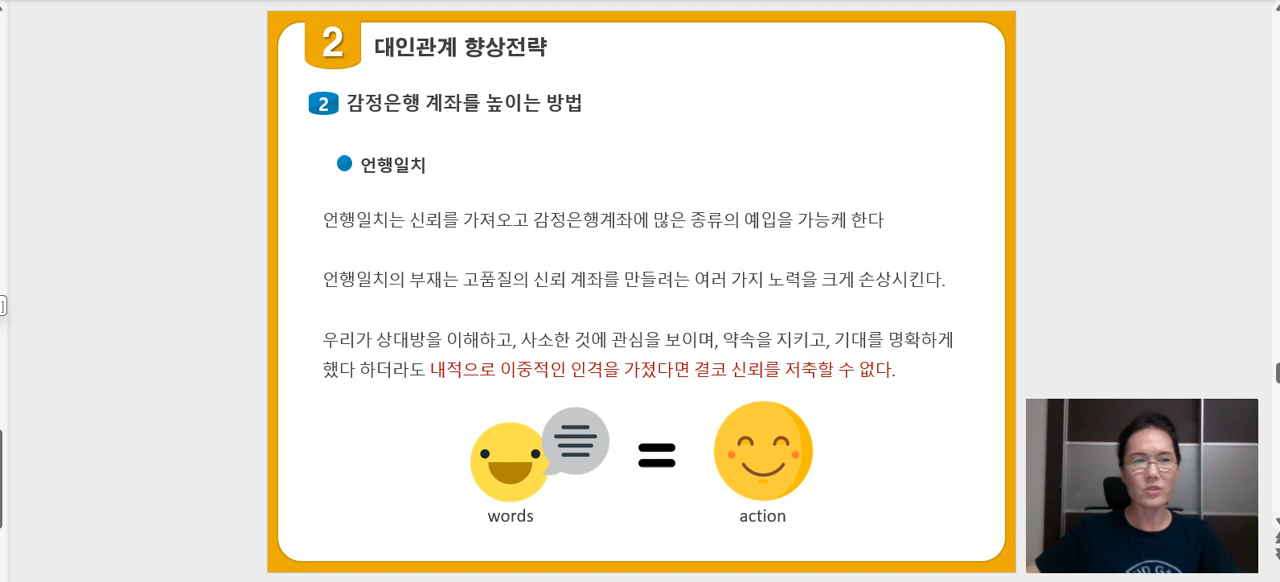 2 대인관계 향상전략
2 감정은행 계좌를 높이는 방법
언행일치
언행일치는 신뢰를 가져오고 감정은행계좌에 많은 종류의 예입을 가능케 한다
언행일치의 부재는 고품질의 신뢰 계좌를 만들려는 여러 가지 노력을 크게 손상시킨다.
우리가 상대방을 이해하고, 사소한 것에 관심을 보이며, 약속을 지키고, 기대를 명확하게
했다 하더라도 내적으로 이중적인 인격을 가졌다면 결코 신뢰를 저축할 수 없다.
words
action